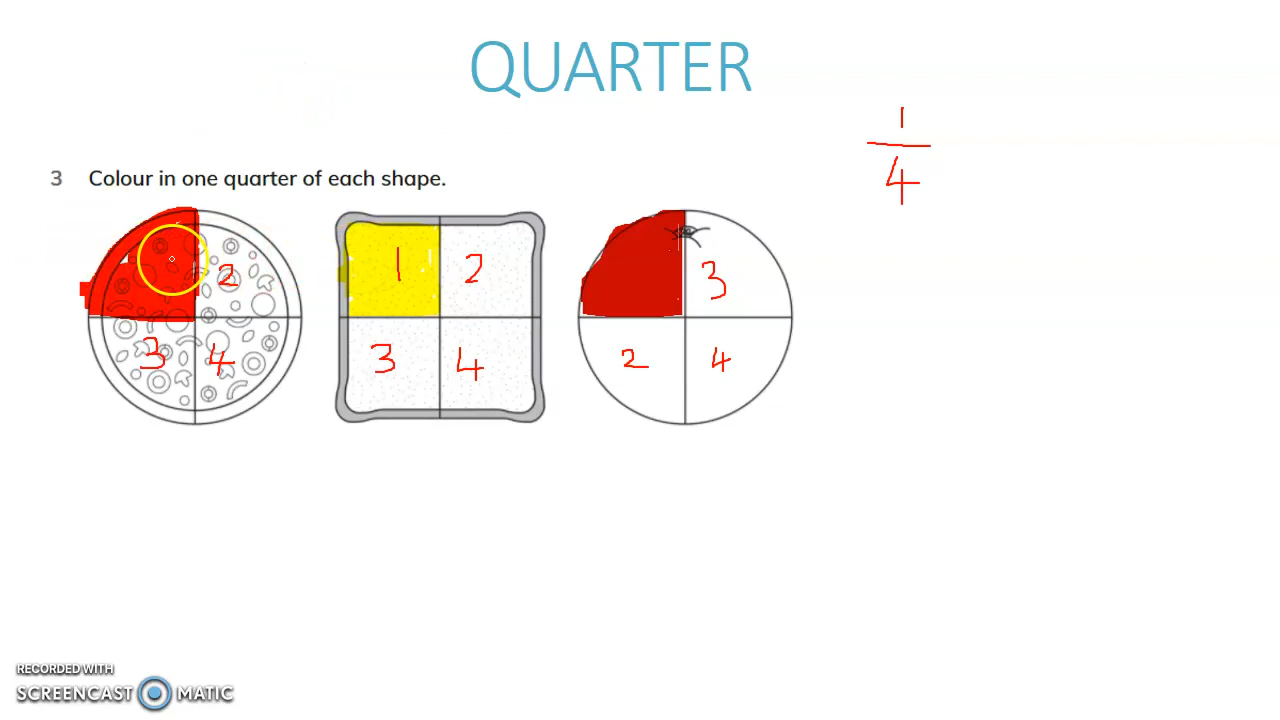 QUARTER
1
4
3 Colour in one quarter of each shape.
2
3 4
1 2
3 4
3
2 4
RECORDED WITH
SCREENCAST MATIC